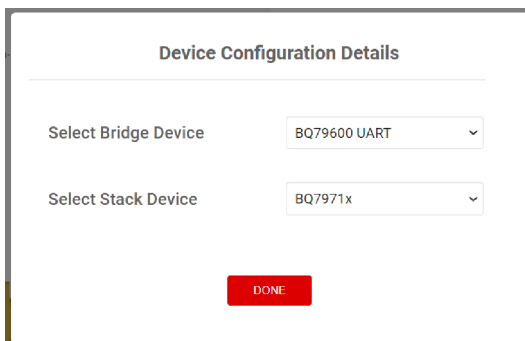 Device Configuration Details
Select Bridge Device BQ79600 UART
Select Stack Device BQ7971x
DONE